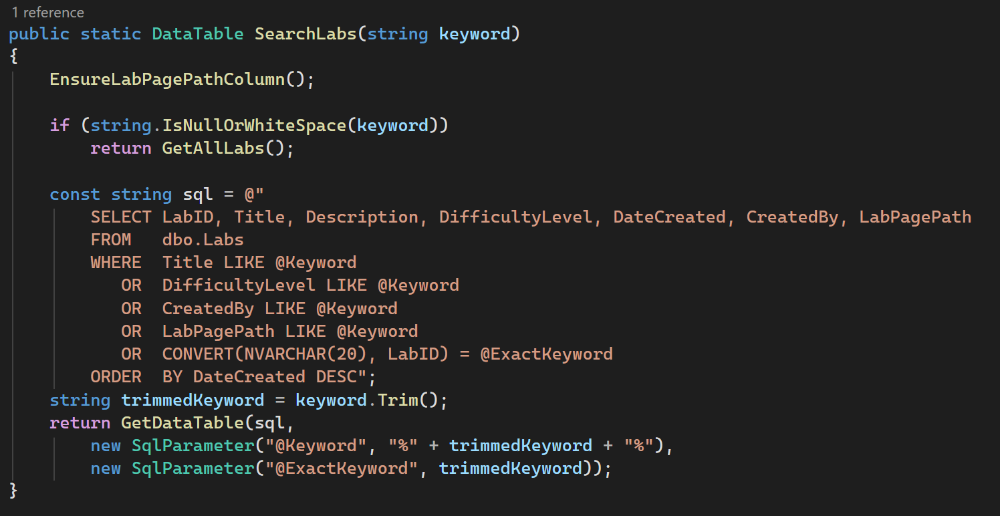 1 reference
public static DataTable SearchLabs(string keyword)
{
    EnsureLabPagePathColumn();

    if (string.IsNullOrWhiteSpace(keyword))
        return GetAllLabs();

    const string sql = @"
        SELECT LabID, Title, Description, DifficultyLevel, DateCreated, CreatedBy, LabPagePath
        FROM   dbo.Labs
        WHERE  Title LIKE @Keyword
           OR  DifficultyLevel LIKE @Keyword
           OR  CreatedBy LIKE @Keyword
           OR  LabPagePath LIKE @Keyword
           OR  CONVERT(NVARCHAR(20), LabID) = @ExactKeyword
        ORDER  BY DateCreated DESC";
    string trimmedKeyword = keyword.Trim();
    return GetDataTable(sql,
        new SqlParameter("@Keyword", "%" + trimmedKeyword + "%"),
        new SqlParameter("@ExactKeyword", trimmedKeyword));
}